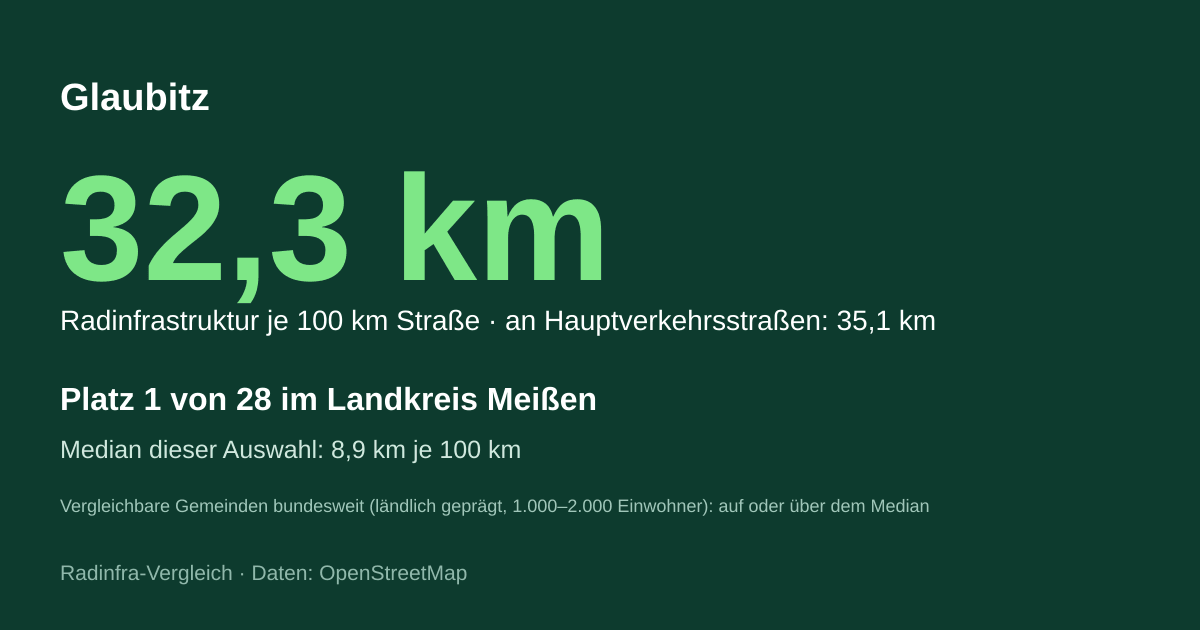 Glaubitz
32,3 km
Radinfrastruktur je 100 km Straße · an Hauptverkehrsstraßen: 35,1 km
Platz 1 von 28 im Landkreis Meißen
Median dieser Auswahl: 8,9 km je 100 km
Vergleichbare Gemeinden bundesweit (ländlich geprägt, 1.000–2.000 Einwohner): auf oder über dem Median
Radinfra-Vergleich · Daten: OpenStreetMap